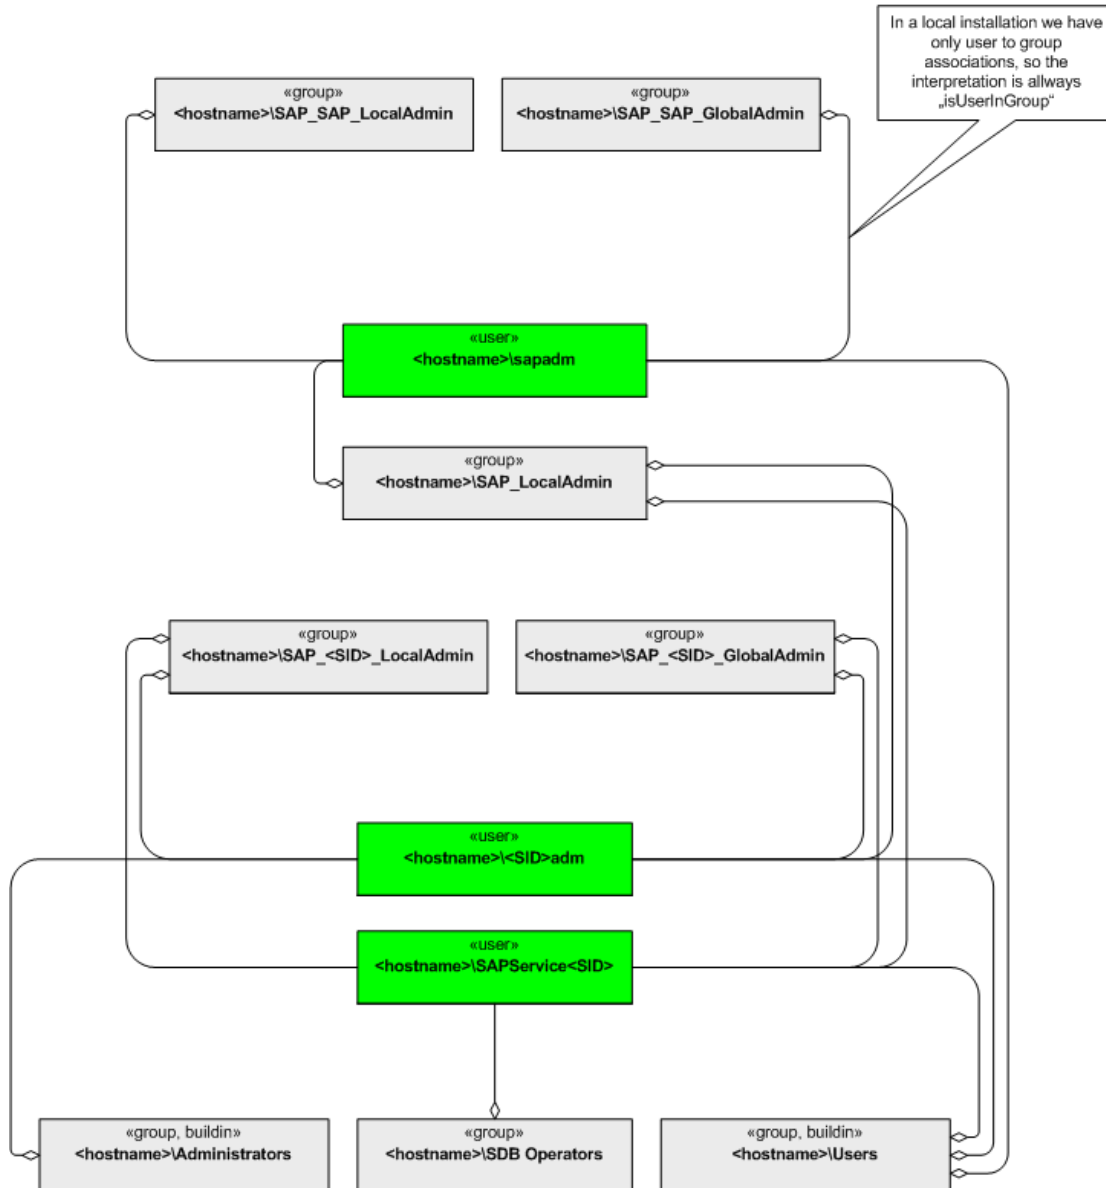 In a local installation we have
only user to group
associations, so the
interpretation is allways
„isUserInGroup“
«group»
<hostname>\SAP_SAP_LocalAdmin
«group»
<hostname>\SAP_SAP_GlobalAdmin
«user»
<hostname>\sapadm
«group»
<hostname>\SAP_LocalAdmin
«group»
<hostname>\SAP_<SID>_LocalAdmin
«group»
<hostname>\SAP_<SID>_GlobalAdmin
«user»
<hostname>\<SID>adm
«user»
<hostname>\SAPService<SID>
«group, buildin»
<hostname>\Administrators
«group»
<hostname>\SDB Operators
«group, buildin»
<hostname>\Users